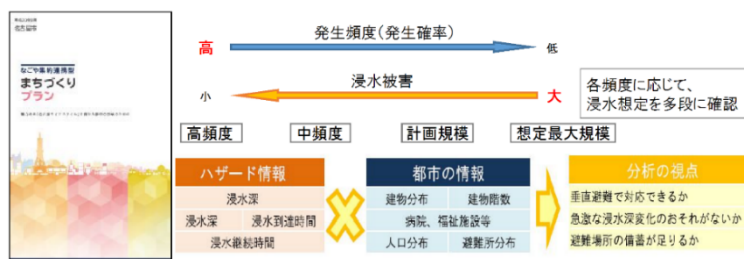 名古屋市
なごや集約連携型
まちづくり
プラン
発生頻度(発生確率)
高
低
浸水被害
小
大
各頻度に応じて、
浸水想定を多段に確認
高頻度
中頻度
計画規模
想定最大規模
ハザード情報
浸水深
浸水深 浸水到達時間
浸水継続時間
都市の情報
建物分布 建物階数
病院、福祉施設等
人口分布 避難所分布
分析の視点
垂直避難で対応できるか
急激な浸水深変化のおそれがないか
避難場所の備蓄が足りるか